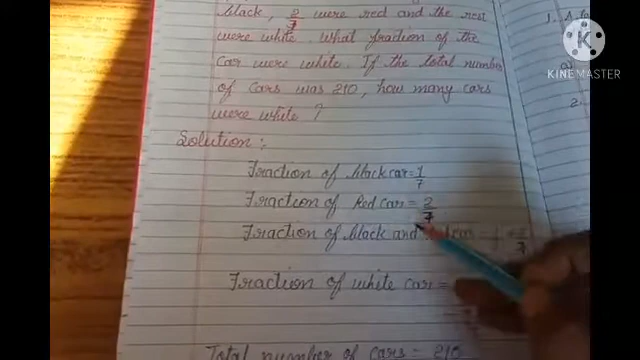 black, 2/7 were red and the rest
were white. What fraction of the
car were white. If the total number
of cars was 210, how many cars
were white ?
Solution :,
Fraction of black car = 1/7
Fraction of Red car = 2/7
Fraction of black and
Fraction of white car =
Total number of cars = 210
1.
2.
KINEMASTER